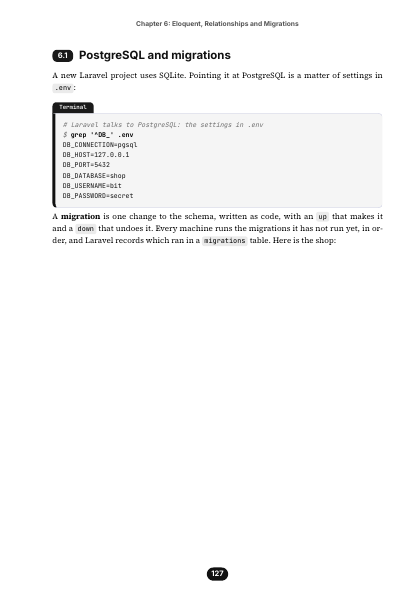 Chapter 6: Eloquent, Relationships and Migrations
6.1 PostgreSQL and migrations
A new Laravel project uses SQLite. Pointing it at PostgreSQL is a matter of settings in
.env:
Terminal
# Laravel talks to PostgreSQL: the settings in .env
$ grep '^DB_' .env
DB_CONNECTION=pgsql
DB_HOST=127.0.0.1
DB_PORT=5432
DB_DATABASE=shop
DB_USERNAME=bit
DB_PASSWORD=secret
A migration is one change to the schema, written as code, with an up that makes it
and a down that undoes it. Every machine runs the migrations it has not run yet, in or-
der, and Laravel records which ran in a migrations table. Here is the shop:
127